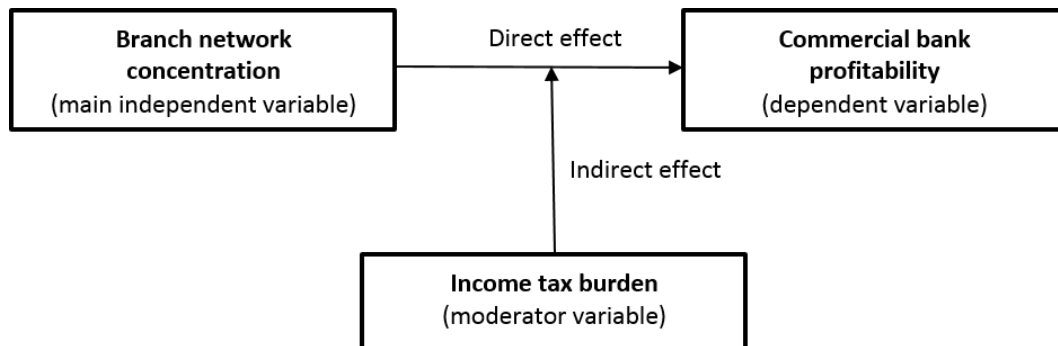 Branch network
concentration
(main independent variable)
Direct effect
Commercial bank
profitability
(dependent variable)
Indirect effect
Income tax burden
(moderator variable)